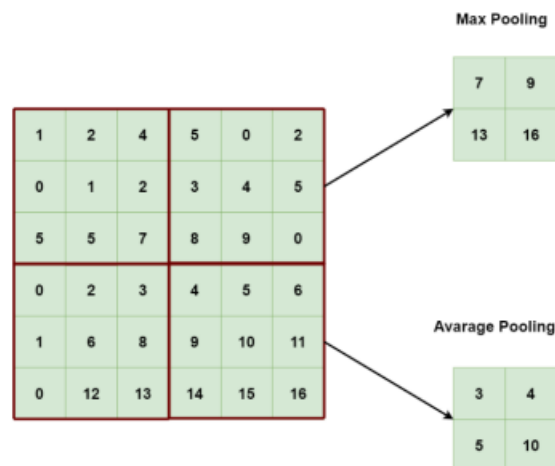 Max Pooling
7 9
13 16
1 2 4 5 0 2
0 1 2 3 4 5
5 5 7 8 9 0
0 2 3 4 5 6
1 6 8 9 10 11
0 12 13 14 15 16
Avarage Pooling
3 4
5 10